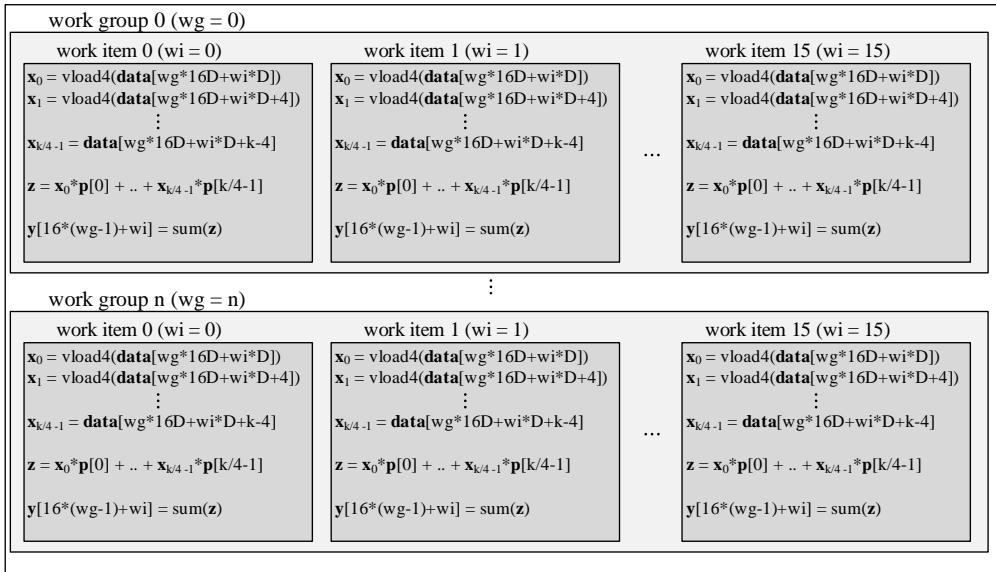 work group 0 (wg = 0)
work item 0 (wi = 0)
x0 = vload4(data[wg*16D+wi*D])
x1 = vload4(data[wg*16D+wi*D+4])
⋮
xk/4 -1 = data[wg*16D+wi*D+k-4]
z = x0*p[0] + .. + xk/4 -1*p[k/4-1]
y[16*(wg-1)+wi] = sum(z)
work item 1 (wi = 1)
x0 = vload4(data[wg*16D+wi*D])
x1 = vload4(data[wg*16D+wi*D+4])
⋮
xk/4 -1 = data[wg*16D+wi*D+k-4]
z = x0*p[0] + .. + xk/4 -1*p[k/4-1]
y[16*(wg-1)+wi] = sum(z)
...
work item 15 (wi = 15)
x0 = vload4(data[wg*16D+wi*D])
x1 = vload4(data[wg*16D+wi*D+4])
⋮
xk/4 -1 = data[wg*16D+wi*D+k-4]
z = x0*p[0] + .. + xk/4 -1*p[k/4-1]
y[16*(wg-1)+wi] = sum(z)
⋮
work group n (wg = n)
work item 0 (wi = 0)
x0 = vload4(data[wg*16D+wi*D])
x1 = vload4(data[wg*16D+wi*D+4])
⋮
xk/4 -1 = data[wg*16D+wi*D+k-4]
z = x0*p[0] + .. + xk/4 -1*p[k/4-1]
y[16*(wg-1)+wi] = sum(z)
work item 1 (wi = 1)
x0 = vload4(data[wg*16D+wi*D])
x1 = vload4(data[wg*16D+wi*D+4])
⋮
xk/4 -1 = data[wg*16D+wi*D+k-4]
z = x0*p[0] + .. + xk/4 -1*p[k/4-1]
y[16*(wg-1)+wi] = sum(z)
...
work item 15 (wi = 15)
x0 = vload4(data[wg*16D+wi*D])
x1 = vload4(data[wg*16D+wi*D+4])
⋮
xk/4 -1 = data[wg*16D+wi*D+k-4]
z = x0*p[0] + .. + xk/4 -1*p[k/4-1]
y[16*(wg-1)+wi] = sum(z)